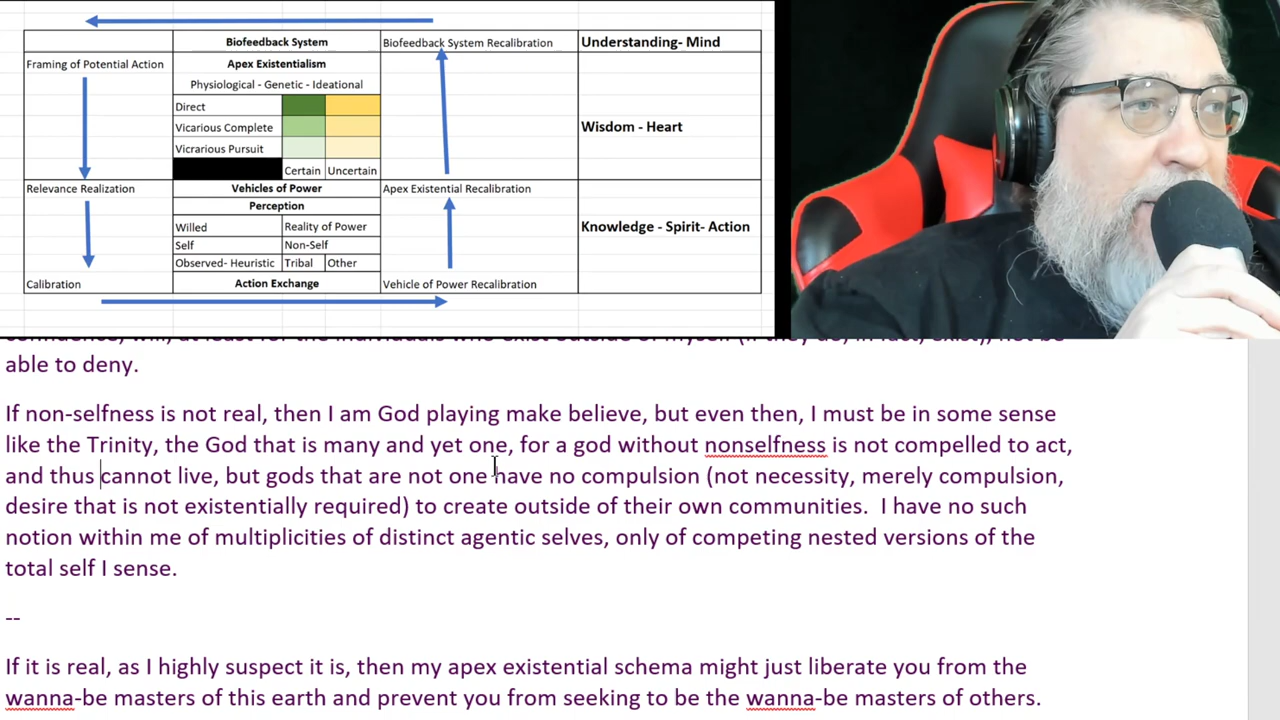 Biofeedback System Biofeedback System Recalibration Understanding- Mind
Framing of Potential Action Apex Existentialism
Physiological - Genetic - Ideational
Direct
Vicarious Complete Wisdom - Heart
Vicrarious Pursuit
Certain Uncertain
Relevance Realization Vehicles of Power Apex Existential Recalibration
Perception
Willed Reality of Power Knowledge - Spirit- Action
Self Non-Self
Observed- Heuristic Tribal Other
Calibration Action Exchange Vehicle of Power Recalibration
able to deny.
If non-selfness is not real, then I am God playing make believe, but even then, I must be in some sense
like the Trinity, the God that is many and yet one, for a god without nonselfness is not compelled to act,
and thus cannot live, but gods that are not one have no compulsion (not necessity, merely compulsion,
desire that is not existentially required) to create outside of their own communities. I have no such
notion within me of multiplicities of distinct agentic selves, only of competing nested versions of the
total self I sense.
--
If it is real, as I highly suspect it is, then my apex existential schema might just liberate you from the
wanna-be masters of this earth and prevent you from seeking to be the wanna-be masters of others.